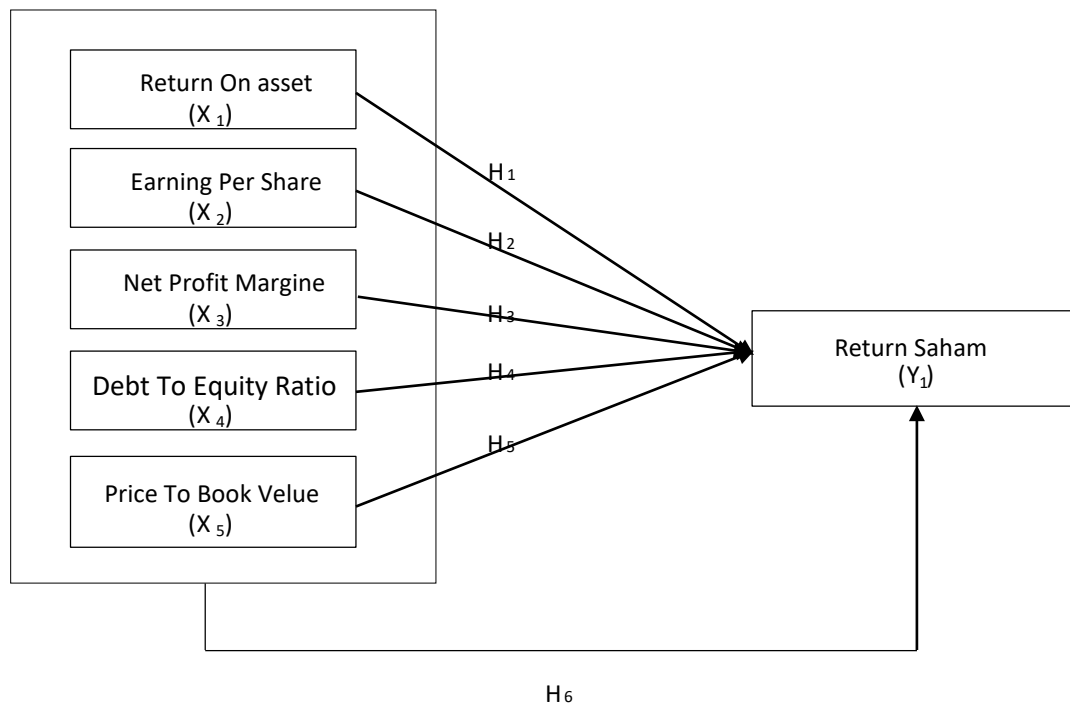 Return On asset
(X 1)
H1
Earning Per Share
(X 2)
H2
Net Profit Margine
(X 3)
H3
Return Saham
(Y1)
Debt To Equity Ratio
(X 4)
H4
H5
Price To Book Velue
(X 5)
H6